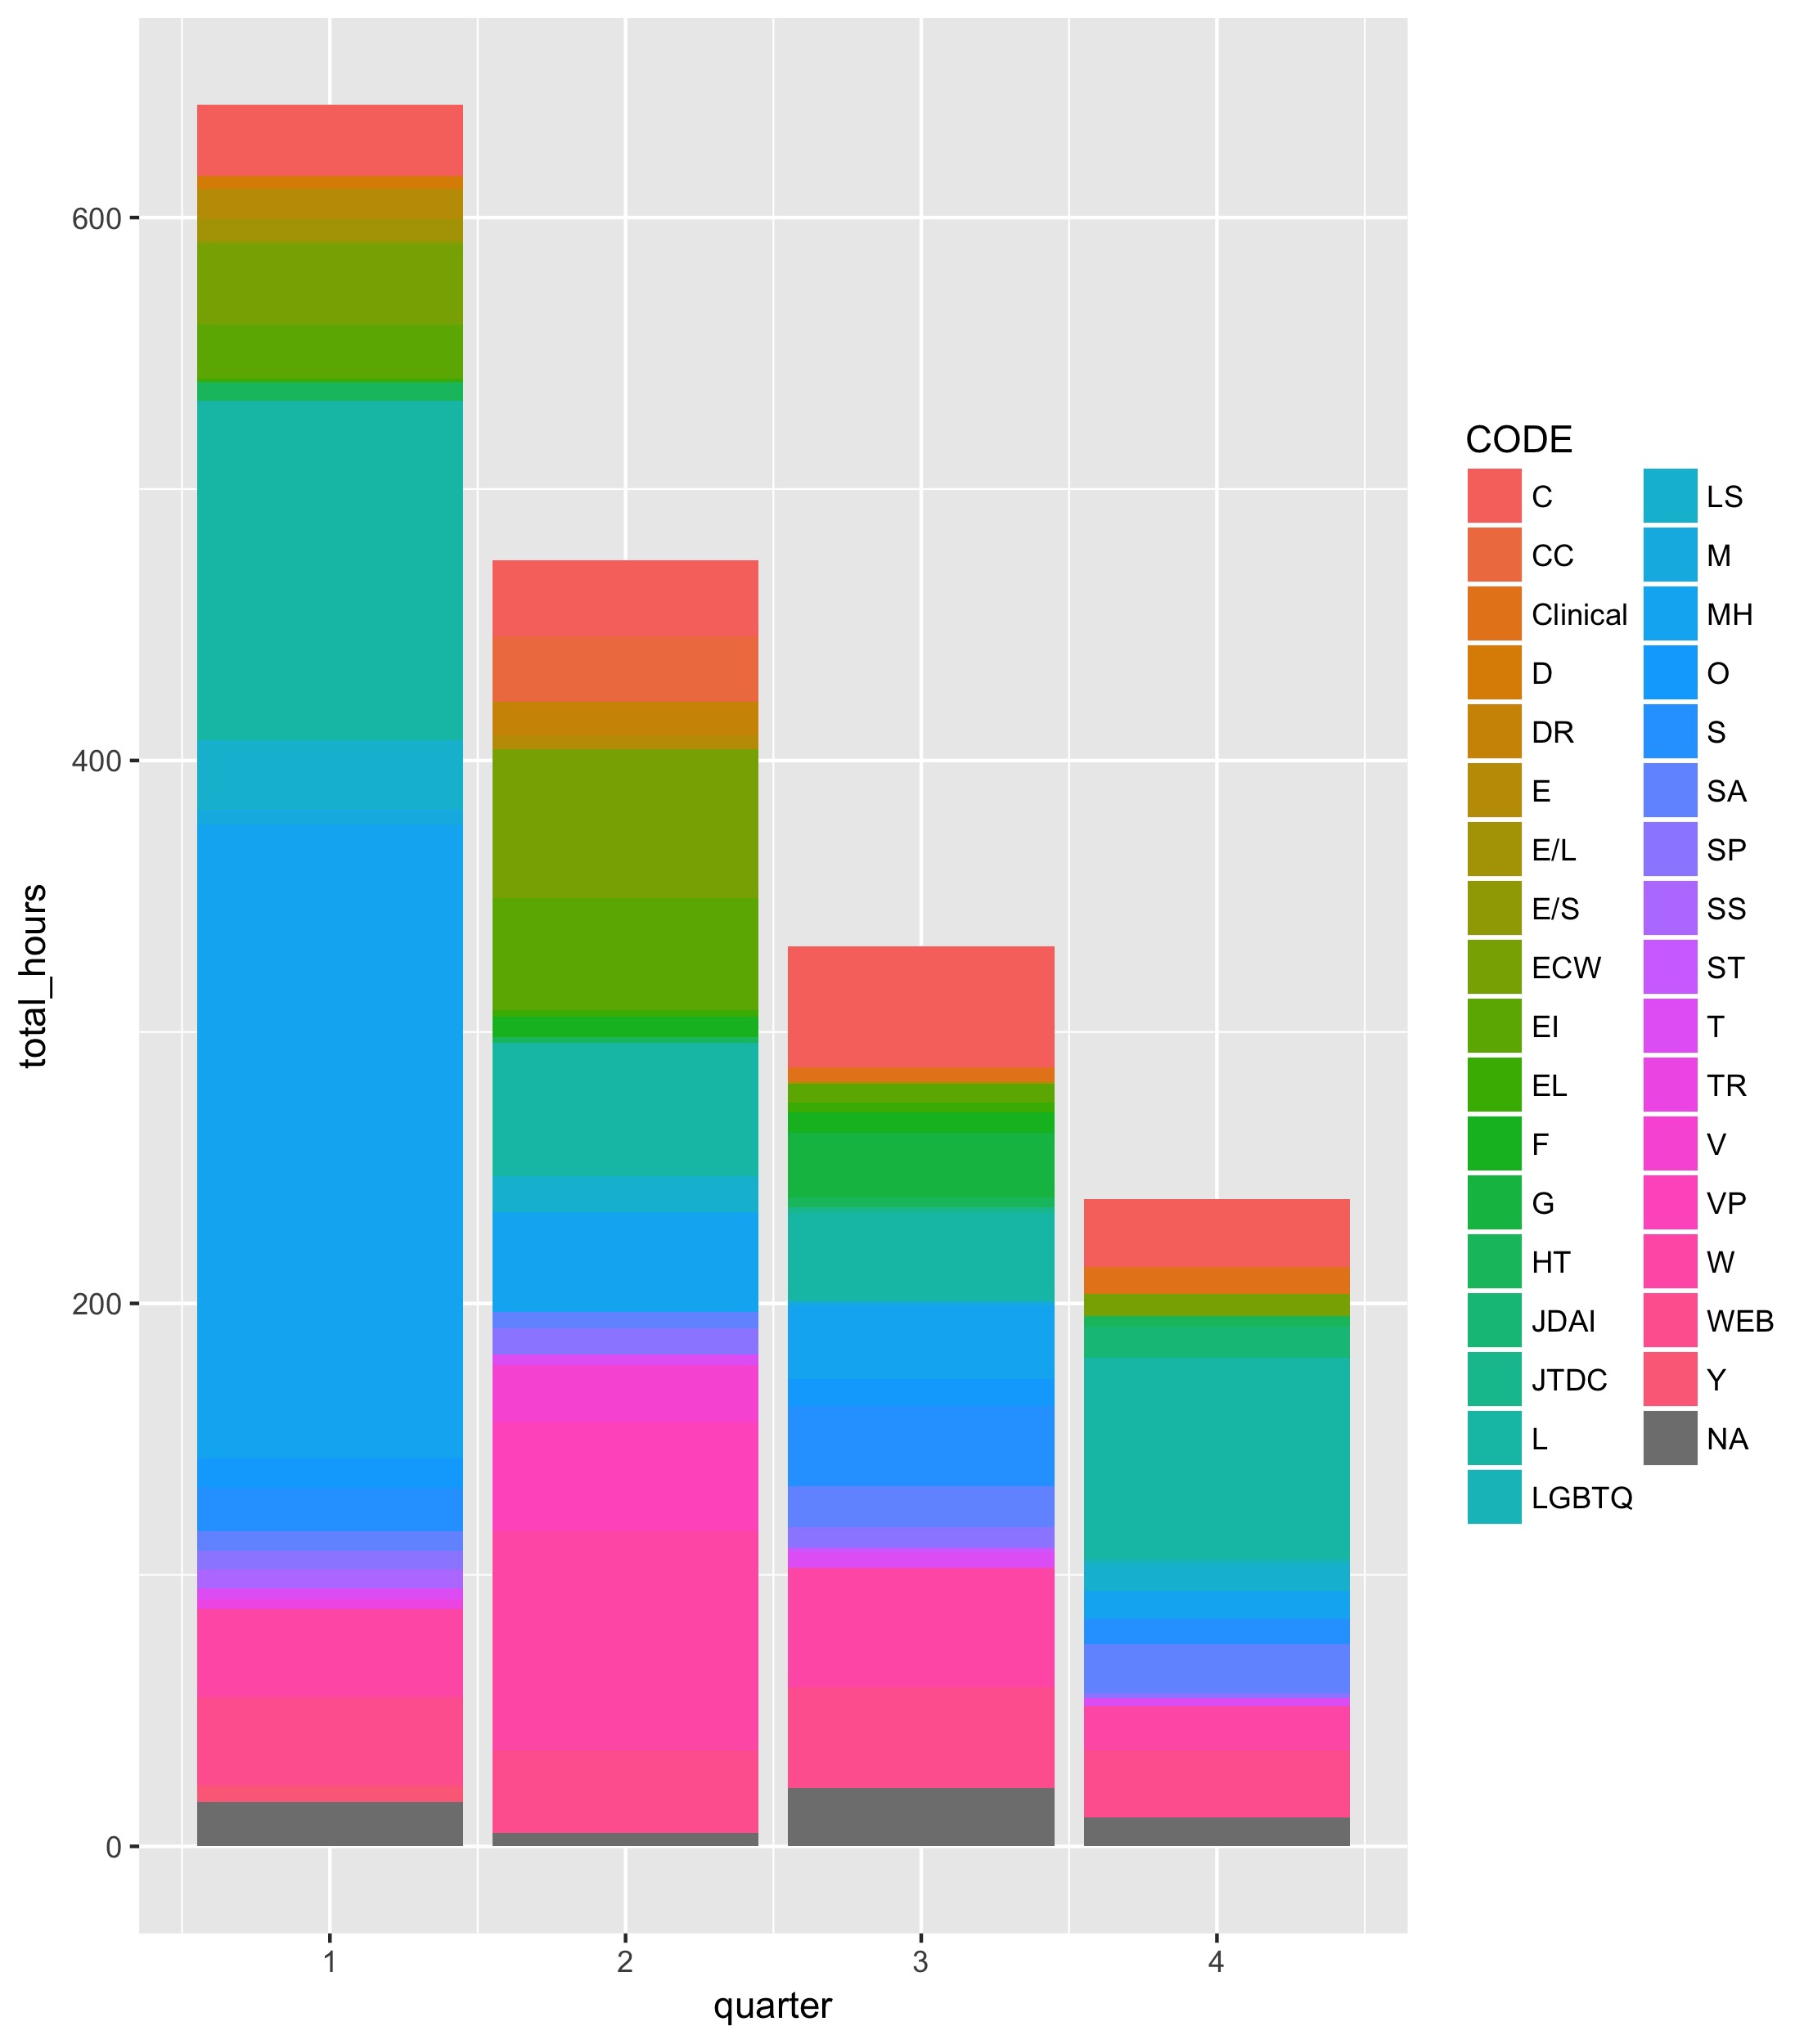 600
400
200
0
total_hours
1
2
3
4
quarter
CODE
C
CC
Clinical
D
DR
E
E/L
E/S
ECW
EI
EL
F
G
HT
JDAI
JTDC
L
LGBTQ
LS
M
MH
O
S
SA
SP
SS
ST
T
TR
V
VP
W
WEB
Y
NA